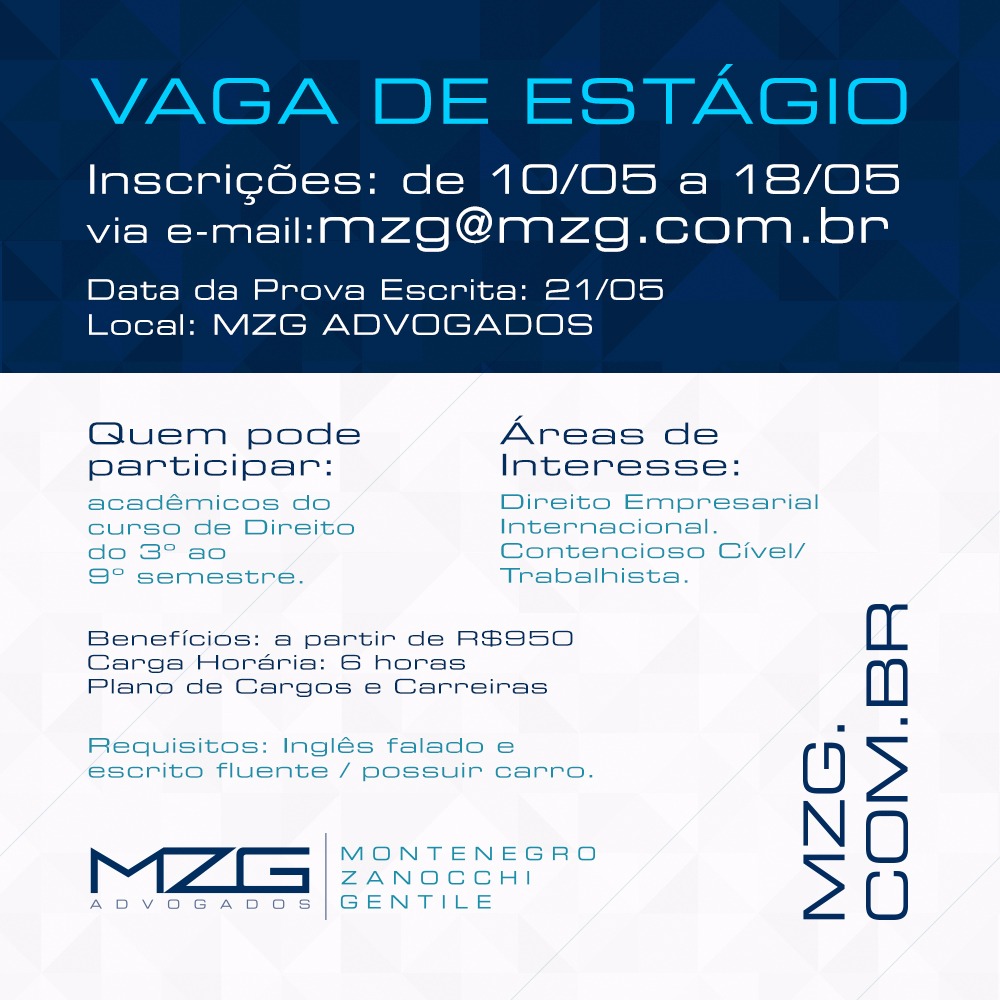 VAGA DE ESTÁGIO
Inscrições: de 10/05 a 18/05
via e-mail:mzg@mzg.com.br
Data da Prova Escrita: 21/05
Local: MZG ADVOGADOS
Quem pode
participar:
acadêmicos do
curso de Direito
do 3º ao
9º semestre.
Áreas de
Interesse:
Direito Empresarial
Internacional.
Contencioso Cível/
Trabalhista.
Benefícios: a partir de R$950
Carga Horária: 6 horas
Plano de Cargos e Carreiras
Requisitos: Inglês falado e
escrito fluente / possuir carro.
MZG
ADVOGADOS
MONTENEGRO
ZANOCCHI
GENTILE
MZG.
COM.BR